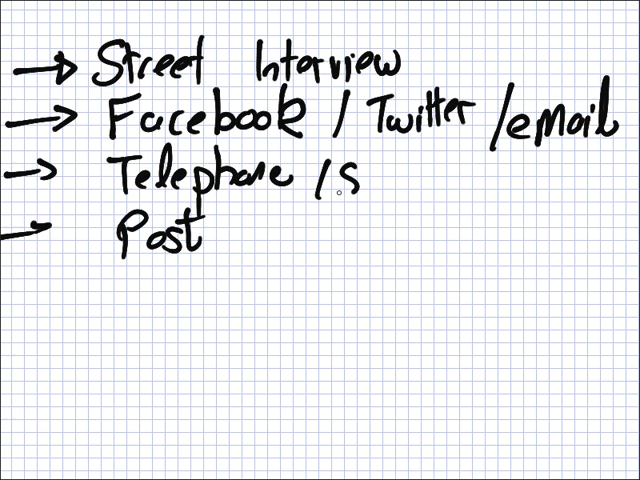 → Street Interview
→ Facebook / Twitter / email
→ Telephone / S
→ Post